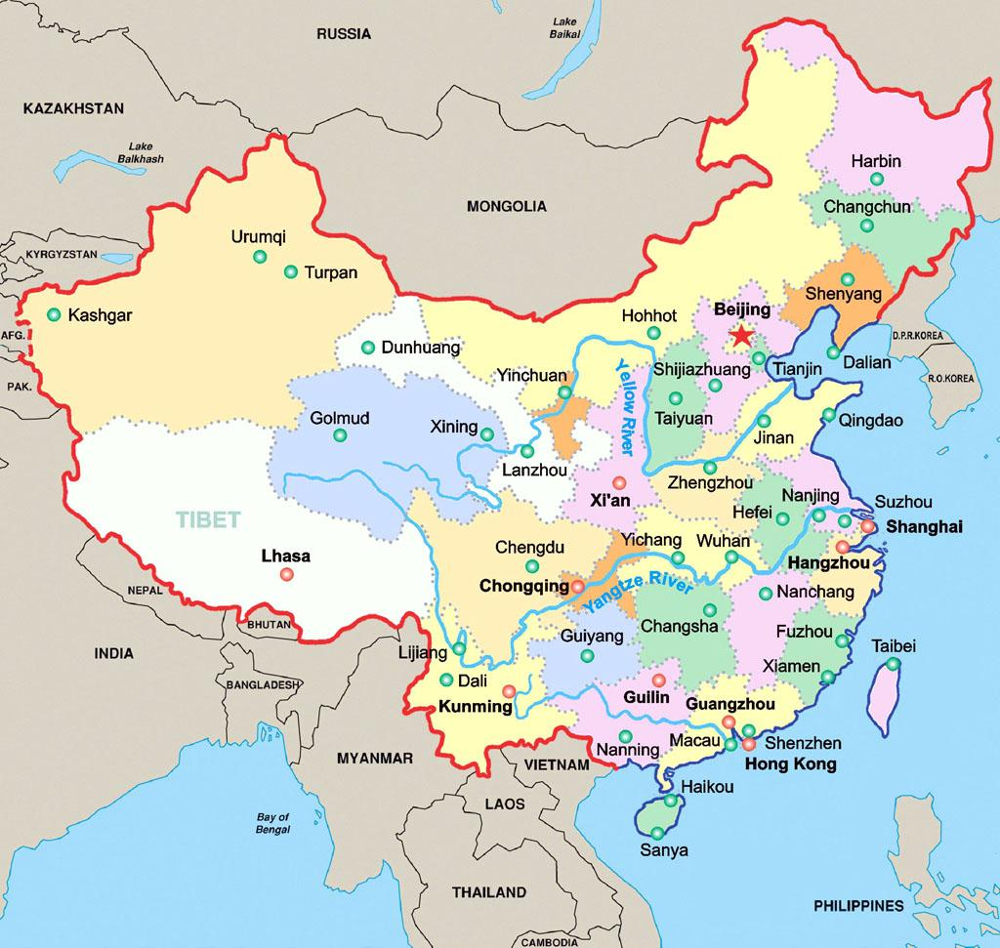 RUSSIA
Lake
Baikal
KAZAKHSTAN
Lake
Balkhash
Harbin
MONGOLIA
Changchun
Urumqi
KYRGYZSTAN
Turpan
Shenyang
Kashgar
Beijing
Hohhot
AFG.
D.P.R.KOREA
Dunhuang
Dalian
Tianjin
Shijiazhuang
Yinchuan
R.O.KOREA
PAK.
Yellow River
Golmud
Xining
Taiyuan
Qingdao
Jinan
Lanzhou
Zhengzhou
Xi'an
Nanjing
Suzhou
Hefei
TIBET
Shanghai
Yichang
Wuhan
Chengdu
Lhasa
Hangzhou
Chongqing
Yangtze River
NEPAL
Nanchang
BHUTAN
Changsha
Guiyang
Fuzhou
Lijiang
Taibei
INDIA
Xiamen
Dali
BANGLADESH
Kunming
Guilin
Guangzhou
Macau
Shenzhen
Nanning
MYANMAR
VIETNAM
Hong Kong
Haikou
LAOS
Bay of
Bengal
Sanya
THAILAND
PHILIPPINES
CAMBODIA